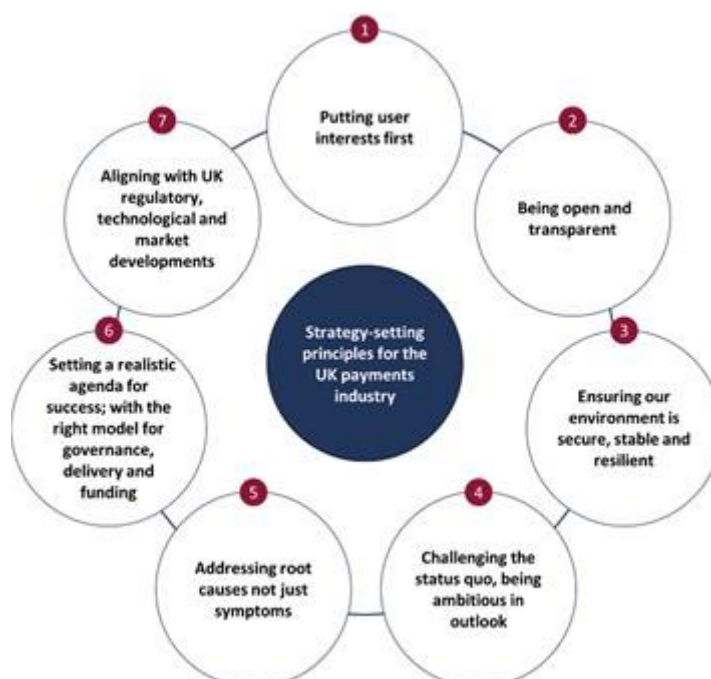 1
Putting user
interests first
2
Being open and
transparent
3
Ensuring our
environment is
secure, stable and
resilient
4
Challenging the
status quo, being
ambitious in
outlook
5
Addressing root
causes not just
symptoms
6
Setting a realistic
agenda for
success; with the
right model for
governance,
delivery and
funding
7
Aligning with UK
regulatory,
technological and
market
developments
Strategy-setting
principles for the
UK payments
industry